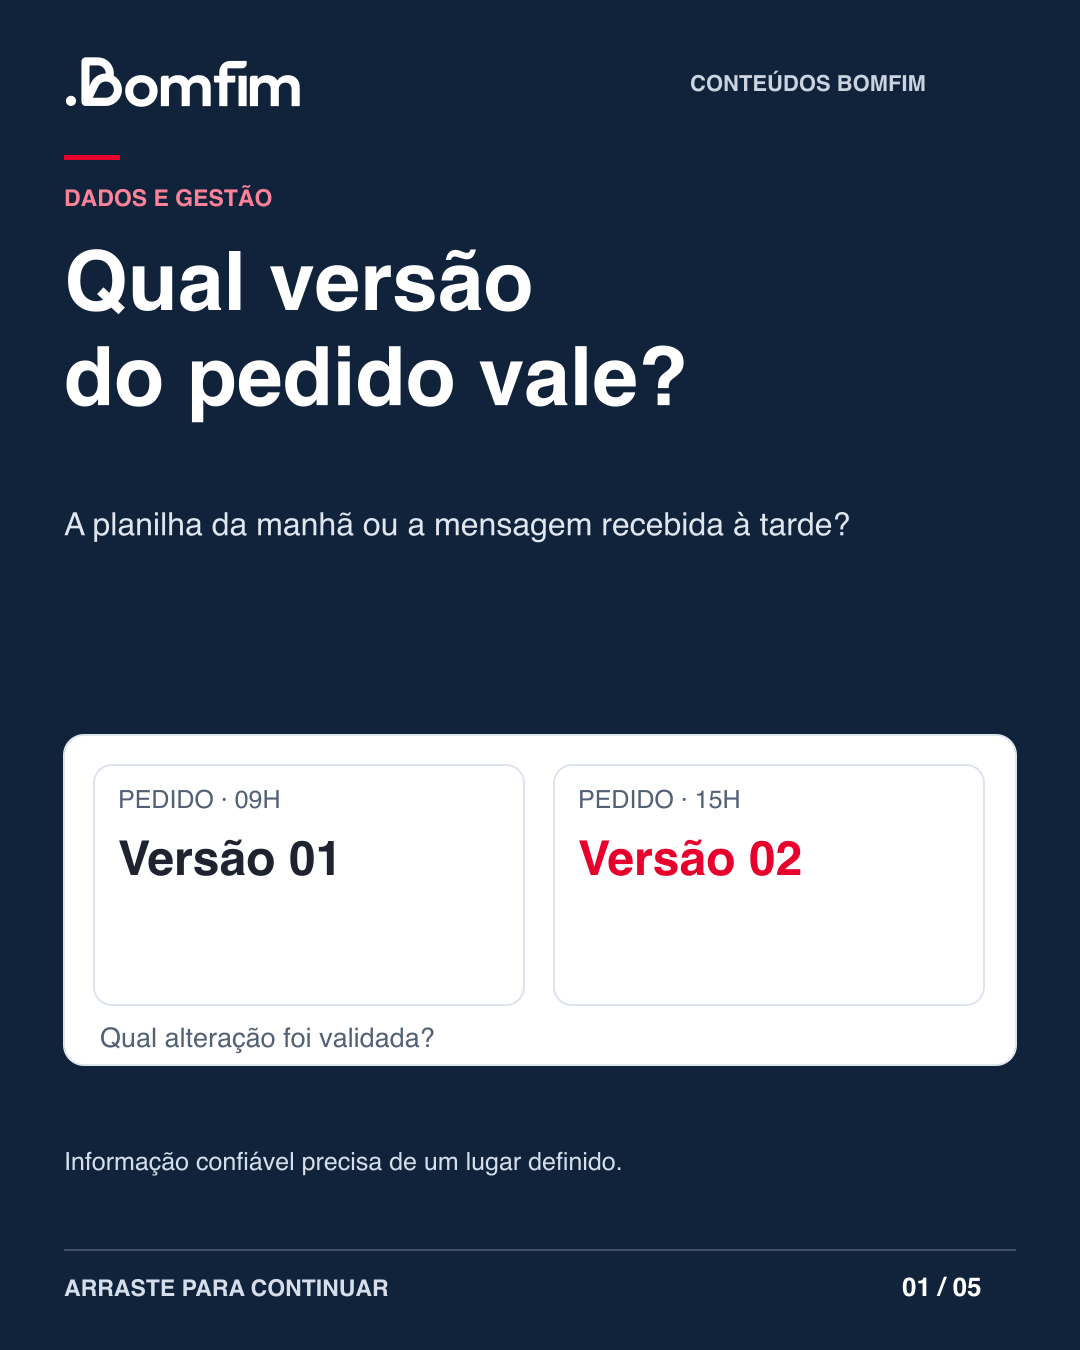 .Bomfim
CONTEÚDOS BOMFIM
DADOS E GESTÃO
Qual versão
do pedido vale?
A planilha da manhã ou a mensagem recebida à tarde?
PEDIDO · 09H
Versão 01
PEDIDO · 15H
Versão 02
Qual alteração foi validada?
Informação confiável precisa de um lugar definido.
ARRASTE PARA CONTINUAR
01 / 05